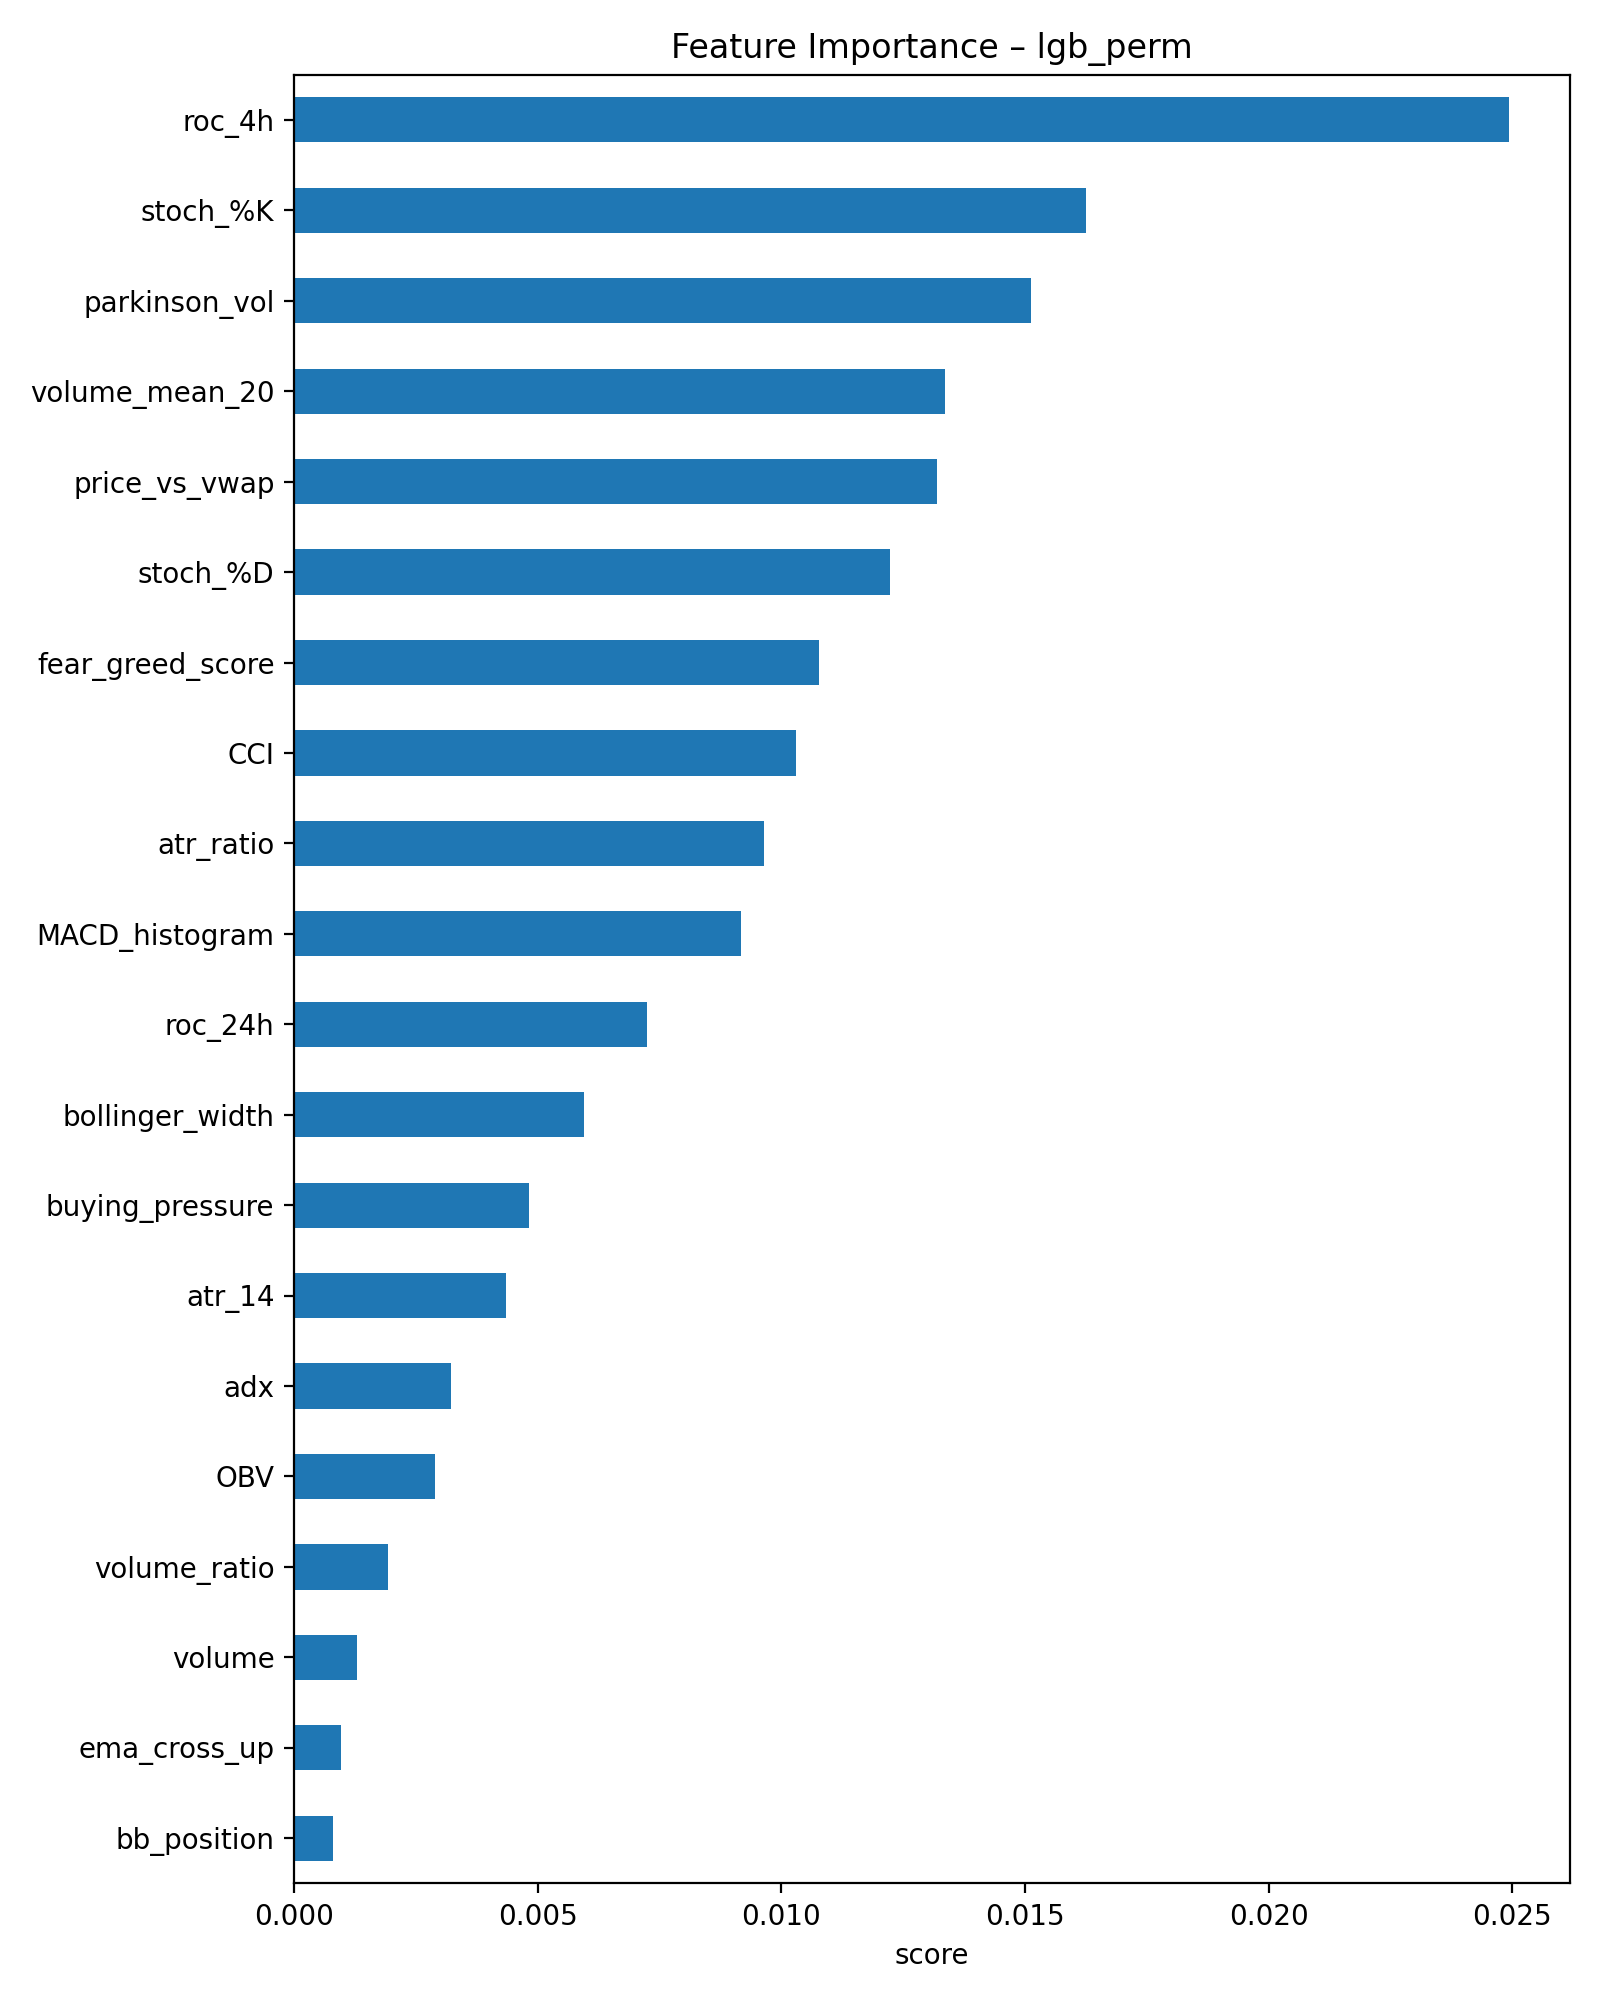 Feature Importance – lgb_perm
roc_4h
stoch_%K
parkinson_vol
volume_mean_20
price_vs_vwap
stoch_%D
fear_greed_score
CCI
atr_ratio
MACD_histogram
roc_24h
bollinger_width
buying_pressure
atr_14
adx
OBV
volume_ratio
volume
ema_cross_up
bb_position
0.000 0.005 0.010 0.015 0.020 0.025
score